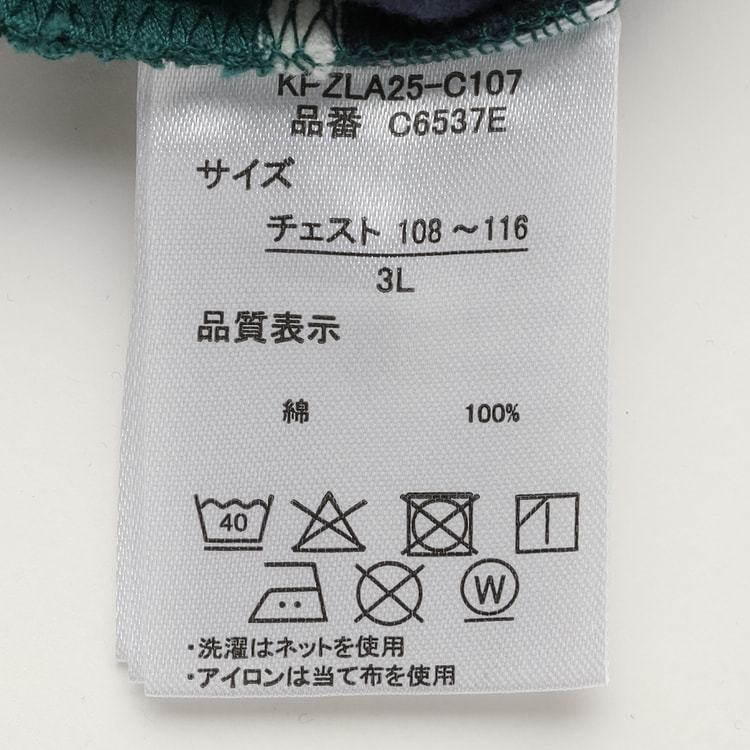 KPZLA25-C107
品番 C6537E
サイズ
チェスト 108～116
3L
品質表示
綿 100%
40
W
・洗濯はネットを使用
・アイロンは当て布を使用